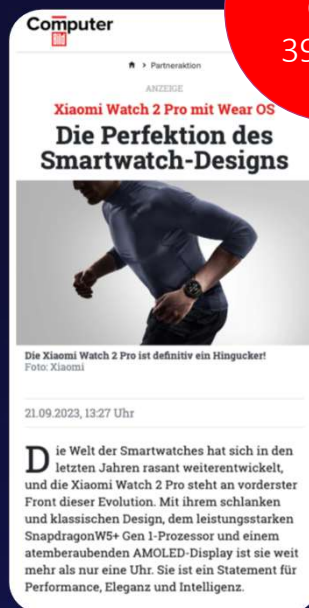 Computer
Bild
39
> Partneraktion
ANZEIGE
Xiaomi Watch 2 Pro mit Wear OS
Die Perfektion des
Smartwatch-Designs
Die Xiaomi Watch 2 Pro ist definitiv ein Hingucker!
Foto: Xiaomi
21.09.2023, 13:27 Uhr
Die Welt der Smartwatches hat sich in den
letzten Jahren rasant weiterentwickelt,
und die Xiaomi Watch 2 Pro steht an vorderster
Front dieser Evolution. Mit ihrem schlanken
und klassischen Design, dem leistungsstarken
SnapdragonW5+ Gen 1-Prozessor und einem
atemberaubenden AMOLED-Display ist sie weit
mehr als nur eine Uhr. Sie ist ein Statement für
Performance, Eleganz und Intelligenz.